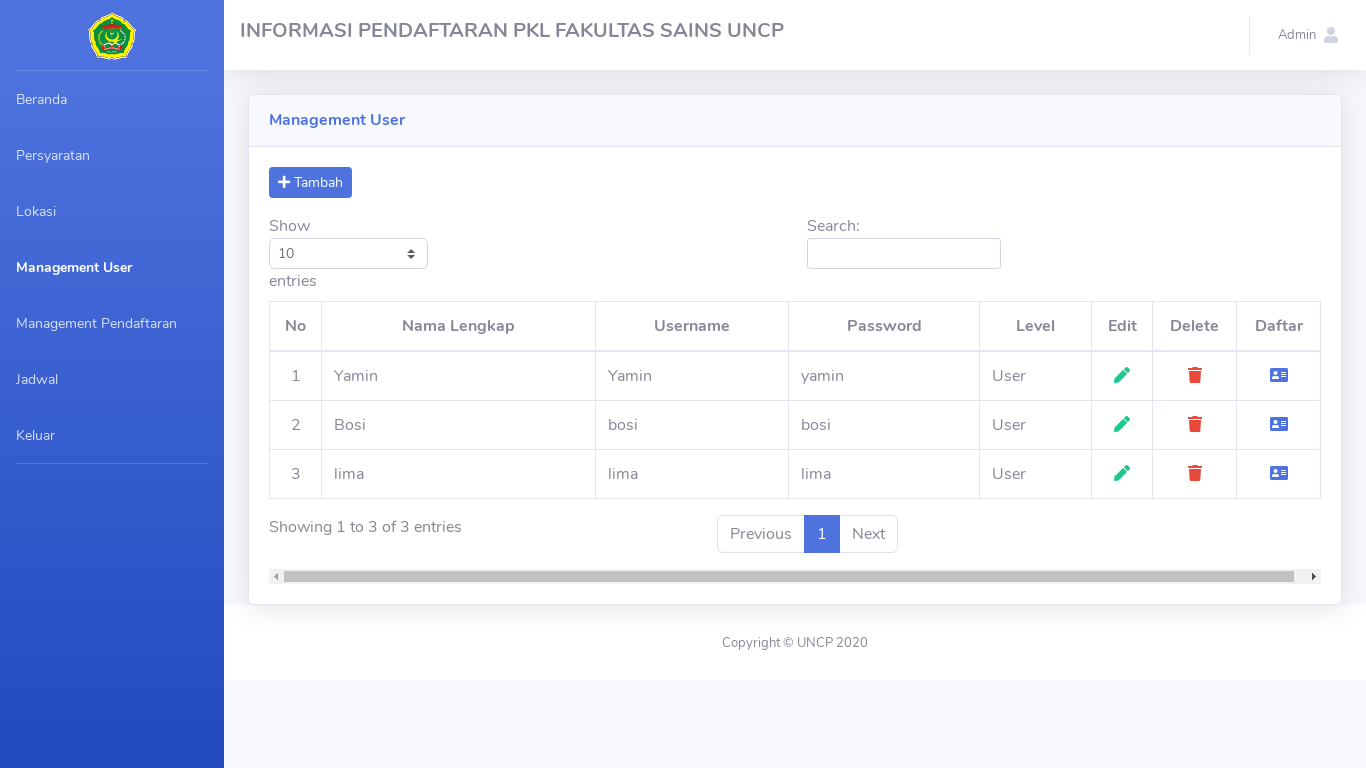 INFORMASI PENDAFTARAN PKL FAKULTAS SAINS UNCP
Admin
Beranda
Persyaratan
Lokasi
Management User
Management Pendaftaran
Jadwal
Keluar
Management User
Tambah
Show
10
entries
Search:
No Nama Lengkap Username Password Level Edit Delete Daftar
1 Yamin Yamin yamin User
2 Bosi bosi bosi User
3 lima lima lima User
Showing 1 to 3 of 3 entries
Previous 1 Next
Copyright © UNCP 2020